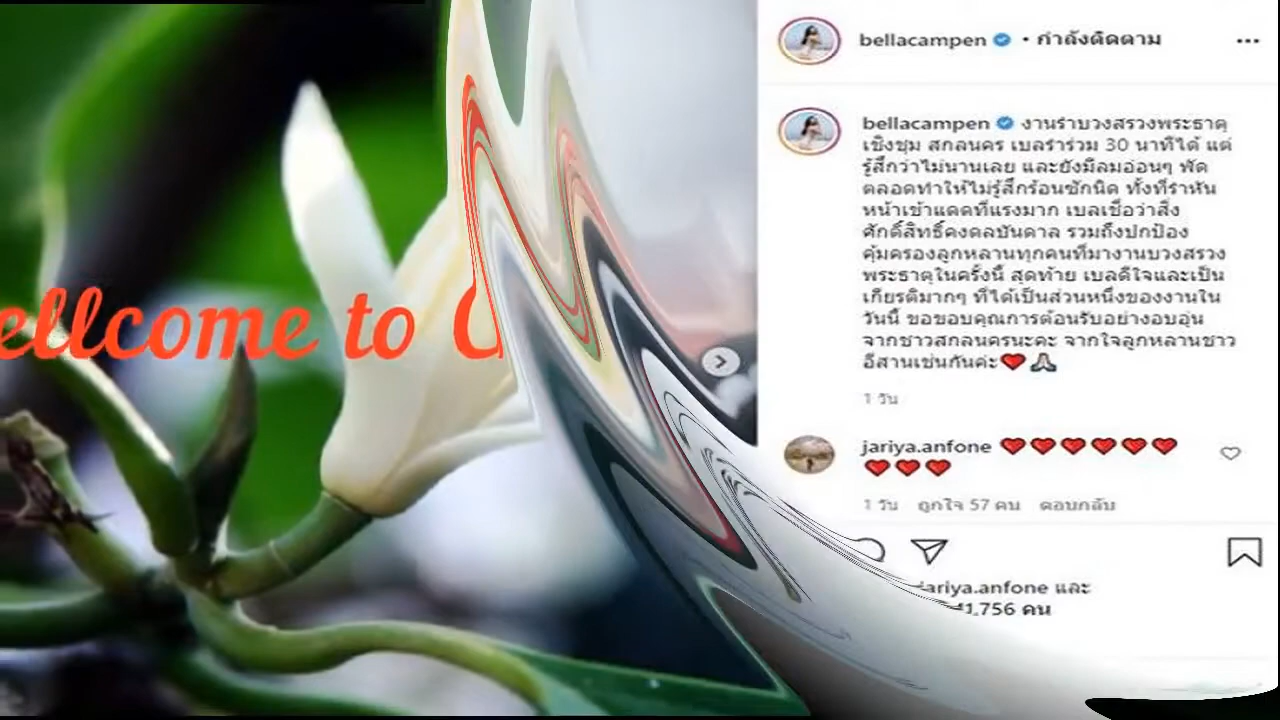 ellcome to
bellacampen • กำลังติดตาม
bellacampen งานรำบวงสรวงพระธาตุ
เชิงชุม สกลนคร เบลรำร่วม 30 นาทีได้ แต่
รู้สึกว่าไม่นานเลย และยังมีลมอ่อนๆ พัด
ตลอดทำให้ไม่รู้สึกร้อนซักนิด ทั้งที่ราหัน
หน้าเข้าแดดที่แรงมาก เบลเชื่อว่าสิ่ง
ศักดิ์สิทธิ์คงดลบันดาล รวมถึงปกป้อง
คุ้มครองลูกหลานทุกคนที่มางานบวงสรวง
พระธาตุในครั้งนี้ สุดท้าย เบลดีใจและเป็น
เกียรติมากๆ ที่ได้เป็นส่วนหนึ่งของงานใน
วันนี้ ขอขอบคุณการต้อนรับอย่างอบอุ่น
จากชาวสกลนครนะคะ จากใจลูกหลานชาว
อีสานเช่นกันค่ะ❤️🙏🏻
1 วัน
jariya.anfone ❤️❤️❤️❤️❤️❤️
❤️❤️❤️
1 วัน ถูกใจ 57 คน ตอบกลับ
jariya.anfone และ
1,756 คน